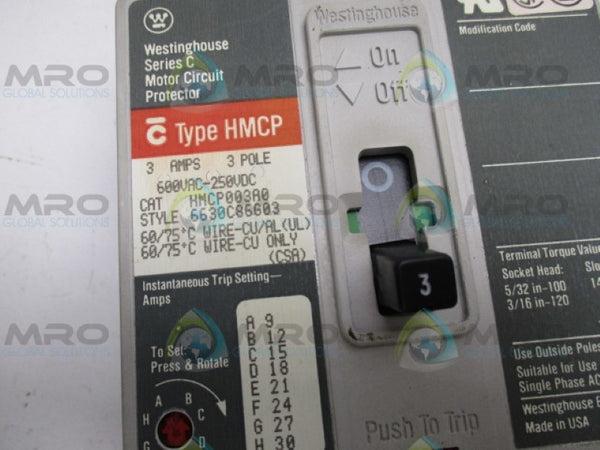 Westinghouse
Series C
Motor Circuit
Protector
C Type HMCP
3 AMPS 3 POLE
600VAC-250VDC
CAT HMCP003A0
STYLE 6630C86G03
60/75°C WIRE-CU/AL(UL)
60/75°C WIRE-CU ONLY
(CSA)
Instantaneous Trip Setting-
Amps
A 9
B 12
C 15
D 18
E 21
F 24
G 27
H 30
To Set
Press & Rotate
A
B
C
D
H
G
Westinghouse
On
Off
O
3
Push To Trip
Modification Code
Terminal Torque
Socket Head:
5/32 in-100
3/16 in-120
Use Outside Poles
Suitable for Use
Single Phase AC
Westinghouse
Made in USA
MRO
GLOBAL SOLUTIONS